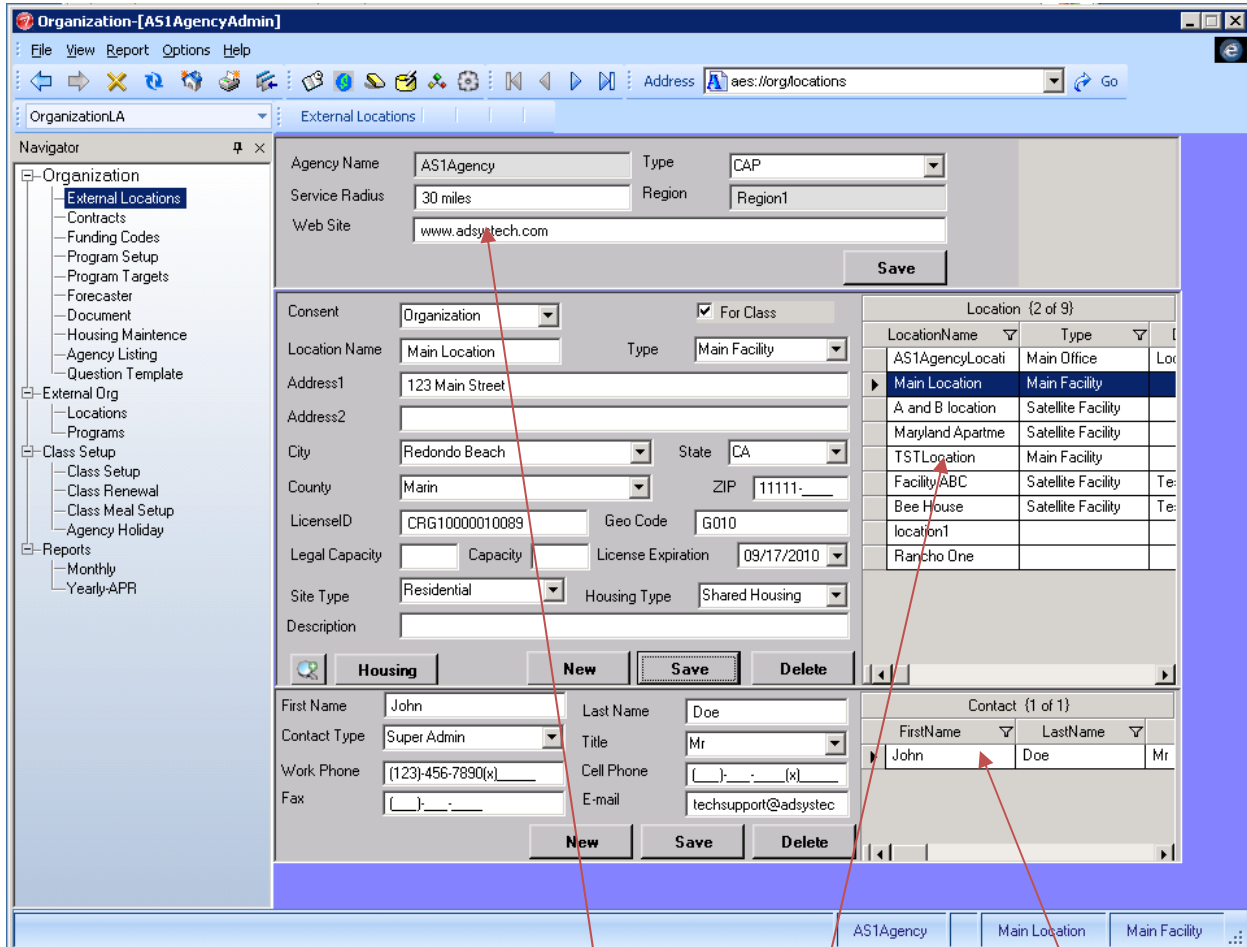 Organization-[AS1AgencyAdmin]
File View Report Options Help
Address aes://org/locations Go
OrganizationLA External Locations
Navigator
Organization
External Locations
Contracts
Funding Codes
Program Setup
Program Targets
Forecaster
Document
Housing Maintence
Agency Listing
Question Template
External Org
Locations
Programs
Class Setup
Class Setup
Class Renewal
Class Meal Setup
Agency Holiday
Reports
Monthly
Yearly-APR
Agency Name AS1Agency Type CAP
Service Radius 30 miles Region Region1
Web Site www.adsystech.com
Save
Consent Organization For Class
Location Name Main Location Type Main Facility
Address1 123 Main Street
Address2
City Redondo Beach State CA
County Marin ZIP 11111-____
LicenseID CRG10000010089 Geo Code G010
Legal Capacity Capacity License Expiration 09/17/2010
Site Type Residential Housing Type Shared Housing
Description
Housing New Save Delete
Location {2 of 9}
LocationName Type D
AS1AgencyLocati Main Office Loc
Main Location Main Facility
A and B location Satellite Facility
Maryland Apartme Satellite Facility
TSTLocation Main Facility
Facility ABC Satellite Facility Te
Bee House Satellite Facility Te
location1
Rancho One
First Name John Last Name Doe
Contact Type Super Admin Title Mr
Work Phone (123)-456-7890(x)_____ Cell Phone (___)-___-____(x)_____
Fax (___)-___-____ E-mail techsupport@adsystec
New Save Delete
Contact {1 of 1}
FirstName LastName
John Doe Mr
AS1Agency Main Location Main Facility